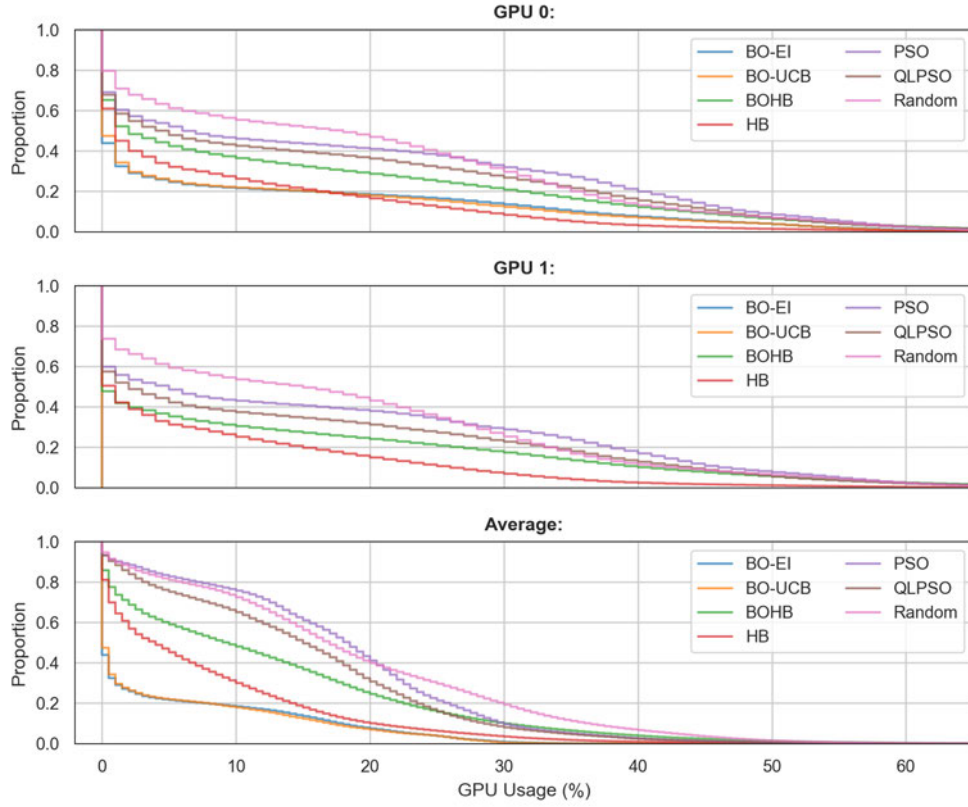 GPU 0:
1.0
0.8
0.6
0.4
0.2
0.0
Proportion
BO-EI
BO-UCB
BOHB
HB
PSO
QLPSO
Random
GPU 1:
1.0
0.8
0.6
0.4
0.2
0.0
Proportion
BO-EI
BO-UCB
BOHB
HB
PSO
QLPSO
Random
Average:
1.0
0.8
0.6
0.4
0.2
0.0
Proportion
BO-EI
BO-UCB
BOHB
HB
PSO
QLPSO
Random
0 10 20 30 40 50 60
GPU Usage (%)